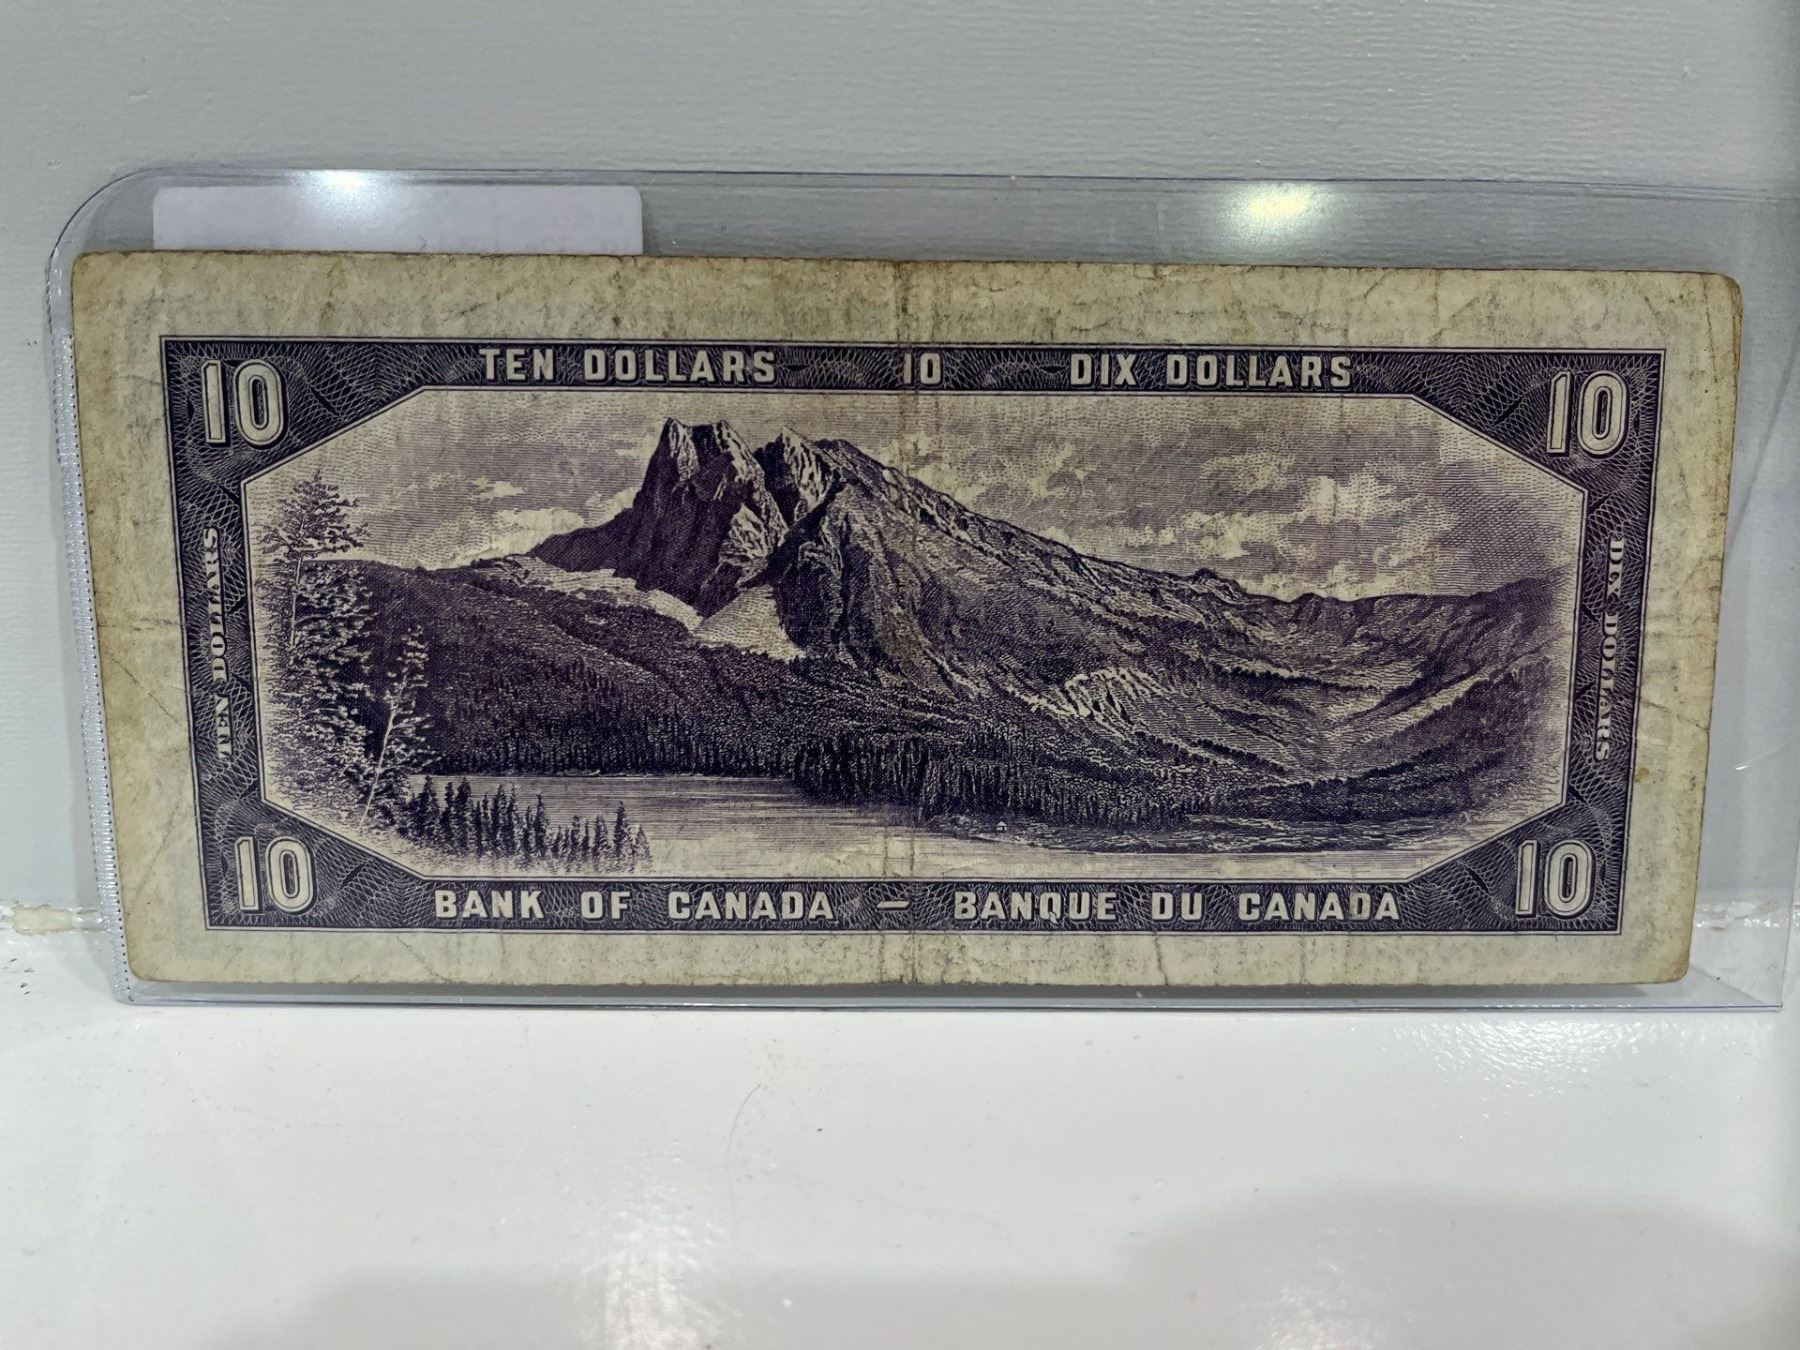 TEN DOLLARS 10 DIX DOLLARS
10 10
TEN DOLLARS
DIX DOLLARS
10 10
BANK OF CANADA — BANQUE DU CANADA